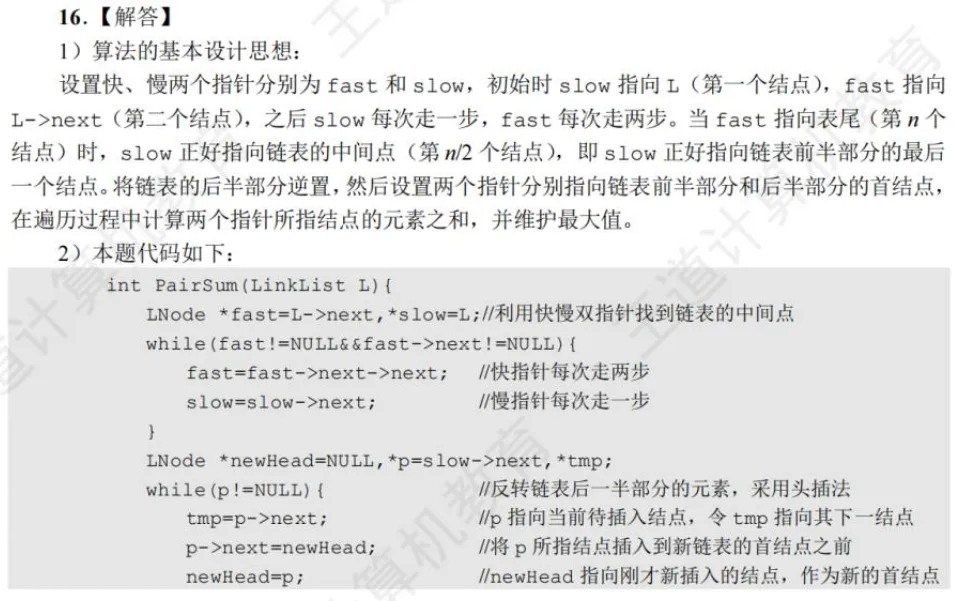 16.【解答】
1）算法的基本设计思想：
设置快、慢两个指针分别为 fast 和 slow，初始时 slow 指向 L（第一个结点），fast 指向
L->next（第二个结点），之后 slow 每次走一步，fast 每次走两步。当 fast 指向表尾（第 n 个
结点）时，slow 正好指向链表的中间点（第 n/2 个结点），即 slow 正好指向链表前半部分的最后
一个结点。将链表的后半部分逆置，然后设置两个指针分别指向链表前半部分和后半部分的首结点，
在遍历过程中计算两个指针所指结点的元素之和，并维护最大值。
2）本题代码如下：
int PairSum(LinkList L){
LNode *fast=L->next,*slow=L;//利用快慢双指针找到链表的中间点
while(fast!=NULL&&fast->next!=NULL){
fast=fast->next->next; //快指针每次走两步
slow=slow->next; //慢指针每次走一步
}
LNode *newHead=NULL,*p=slow->next,*tmp;
while(p!=NULL){ //反转链表后一半部分的元素，采用头插法
tmp=p->next; //p 指向当前待插入结点，令 tmp 指向其下一结点
p->next=newHead; //将 p 所指结点插入到新链表的首结点之前
newHead=p; //newHead 指向刚才新插入的结点，作为新的首结点
王道计算机教育